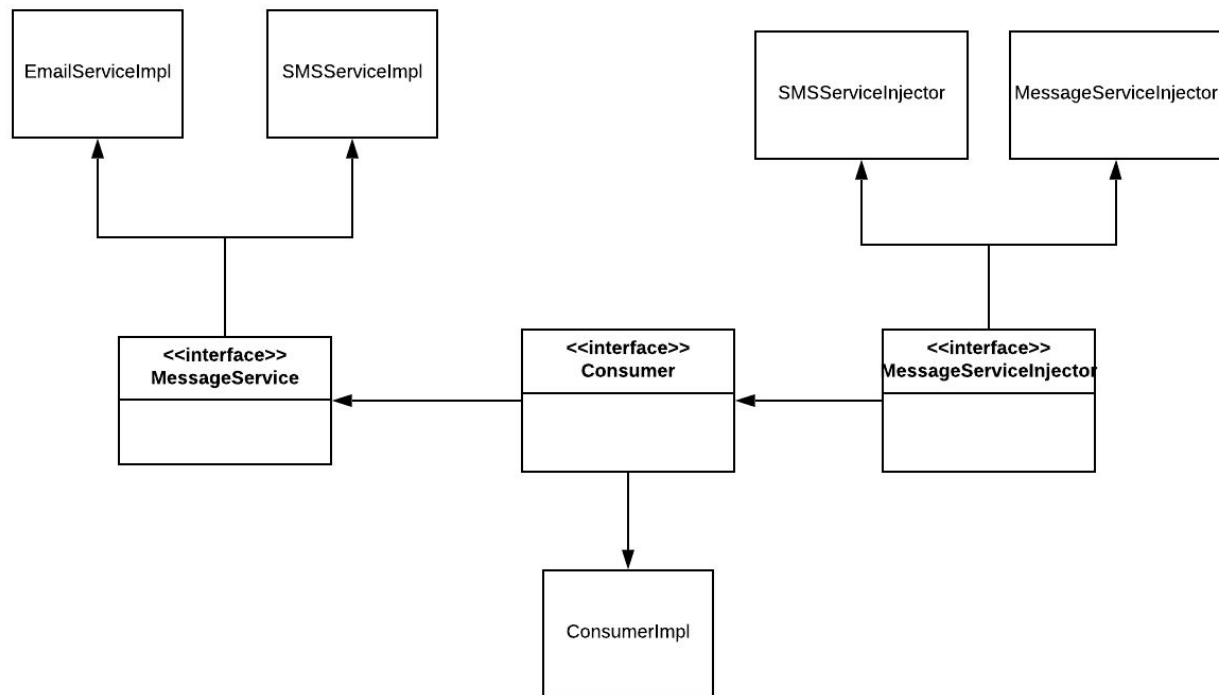 EmailServiceImpl
SMSServiceImpl
SMSServiceInjector
MessageServiceInjector
<<interface>>
MessageService
<<interface>>
Consumer
<<interface>>
MessageServiceInjector
ConsumerImpl